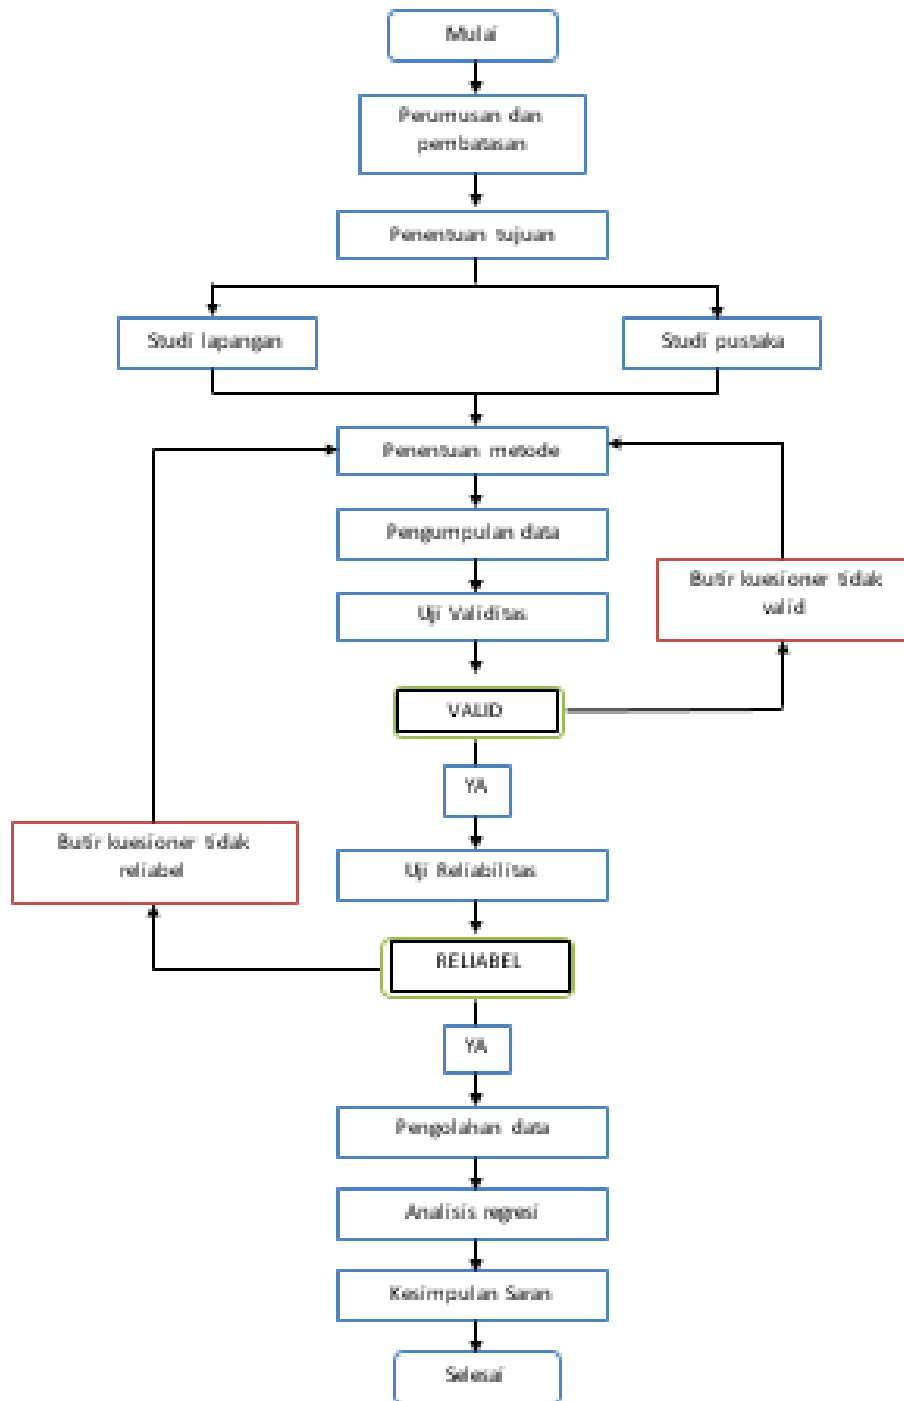 Mulai
Perumusan dan
pembatasan
Penentuan tujuan
Studi lapangan
Studi pustaka
Penentuan metode
Pengumpulan data
Butir kuesioner tidak
valid
Uji Validitas
VALID
YA
Butir kuesioner tidak
reliabel
Uji Reliabilitas
RELIABEL
YA
Pengolahan data
Analisis regresi
Kesimpulan Saran
Selesai